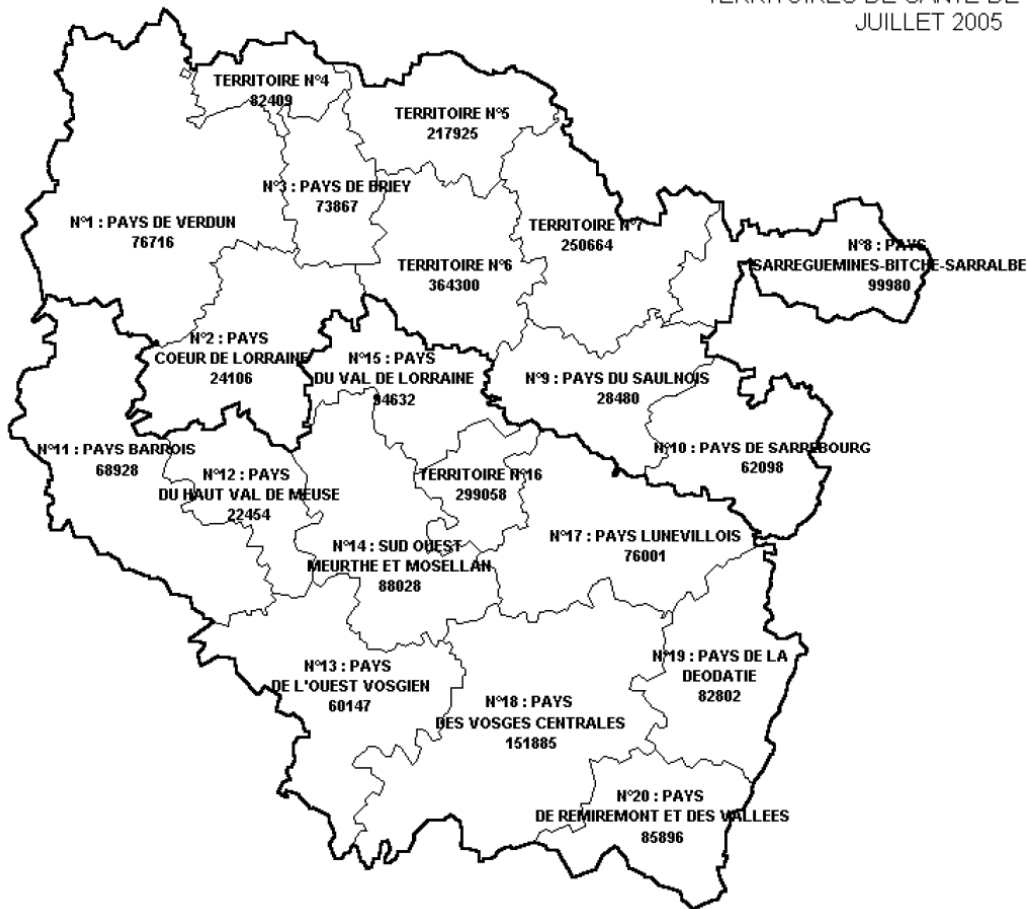 TERRITOIRES DE SANTE DE
JUILLET 2005
TERRITOIRE N°4
82409
TERRITOIRE N°5
217925
N°3 : PAYS DE BRIEY
73867
N°1 : PAYS DE VERDUN
76716
TERRITOIRE N°7
250664
TERRITOIRE N°6
364300
N°8 : PAYS
SARREGUEMINES-BITCHE-SARRALBE
99980
N°2 : PAYS
COEUR DE LORRAINE
24106
N°15 : PAYS
DU VAL DE LORRAINE
94632
N°9 : PAYS DU SAULNOIS
28480
N°10 : PAYS DE SARREBOURG
62098
N°11 : PAYS BARROIS
68928
N°12 : PAYS
DU HAUT VAL DE MEUSE
22454
TERRITOIRE N°16
299058
N°14 : SUD OUEST
MEURTHE ET MOSELLAN
88028
N°17 : PAYS LUNEVILLOIS
76001
N°13 : PAYS
DE L'OUEST VOSGIEN
60147
N°18 : PAYS
DES VOSGES CENTRALES
151885
N°19 : PAYS DE LA
DEODATIE
82802
N°20 : PAYS
DE REMIREMONT ET DES VALLEES
85896